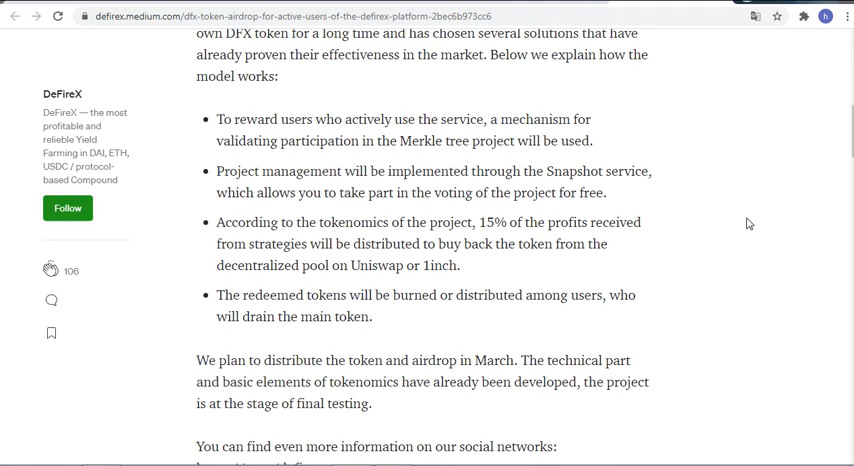 defirex.medium.com/dfx-token-airdrop-for-active-users-of-the-defirex-platform-2bec6b973cc6
h
own DFX token for a long time and has chosen several solutions that have
already proven their effectiveness in the market. Below we explain how the
model works:
DeFireX
DeFireX — the most
profitable and
relieble Yield
Farming in DAI, ETH,
USDC / protocol-
based Compound
Follow
106
• To reward users who actively use the service, a mechanism for
validating participation in the Merkle tree project will be used.
• Project management will be implemented through the Snapshot service,
which allows you to take part in the voting of the project for free.
• According to the tokenomics of the project, 15% of the profits received
from strategies will be distributed to buy back the token from the
decentralized pool on Uniswap or 1inch.
• The redeemed tokens will be burned or distributed among users, who
will drain the main token.
We plan to distribute the token and airdrop in March. The technical part
and basic elements of tokenomics have already been developed, the project
is at the stage of final testing.
You can find even more information on our social networks: